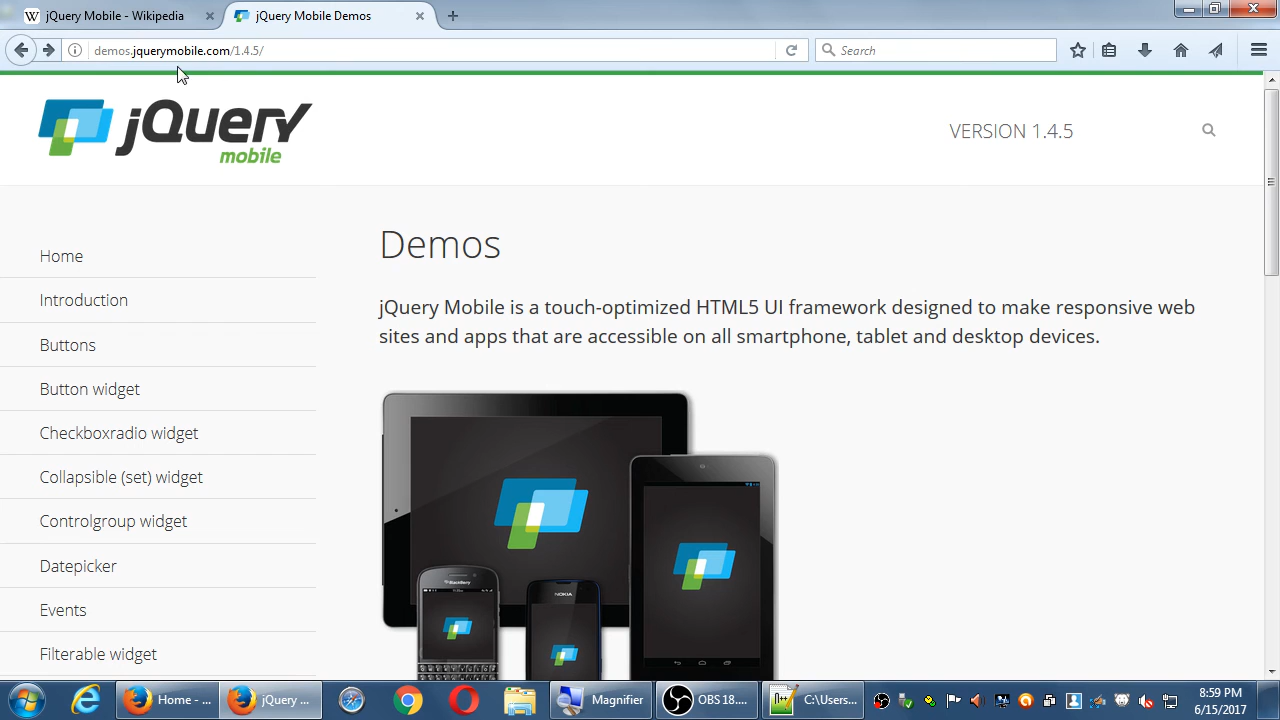 jQuery Mobile - Wikipedia
jQuery Mobile Demos
demos.jquerymobile.com/1.4.5/
Search
jQuery
mobile
VERSION 1.4.5
Home
Introduction
Buttons
Button widget
Checkboxradio widget
Collapsible (set) widget
Controlgroup widget
Datepicker
Events
Filterable widget
Demos
jQuery Mobile is a touch-optimized HTML5 UI framework designed to make responsive web
sites and apps that are accessible on all smartphone, tablet and desktop devices.
BlackBerry
NOKIA
Home - ...
jQuery ...
Magnifier
OBS 18....
C:\Users...
8:59 PM
6/15/2017